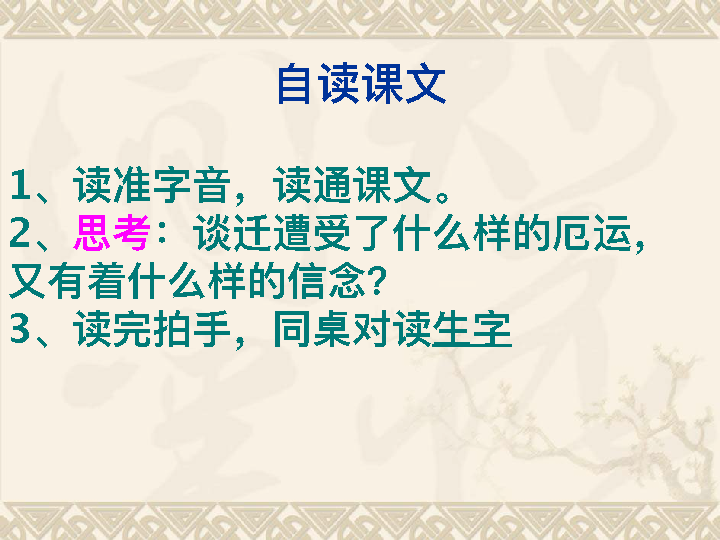 自读课文
1、读准字音，读通课文。
2、思考：谈迁遭受了什么样的厄运，
又有着什么样的信念？
3、读完拍手，同桌对读生字